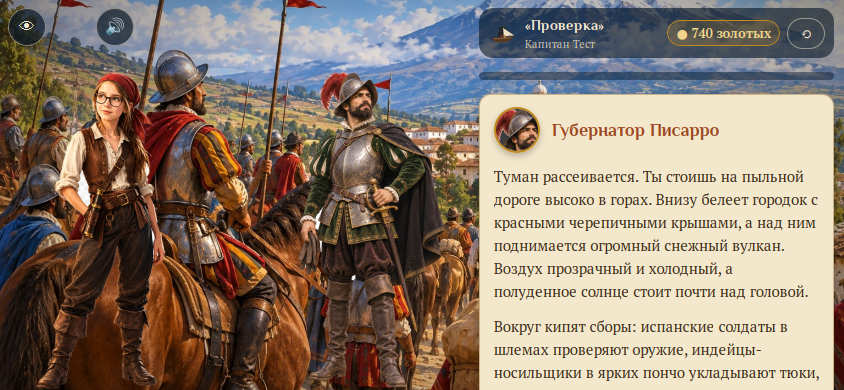 «Проверка»
Капитан Тест
740 золотых
Губернатор Писарро
Туман рассеивается. Ты стоишь на пыльной
дороге высоко в горах. Внизу белеет городок с
красными черепичными крышами, а над ним
поднимается огромный снежный вулкан.
Воздух прозрачный и холодный, а
полуденное солнце стоит почти над головой.
Вокруг кипят сборы: испанские солдаты в
шлемах проверяют оружие, индейцы-
носильщики в ярких пончо укладывают тюки,